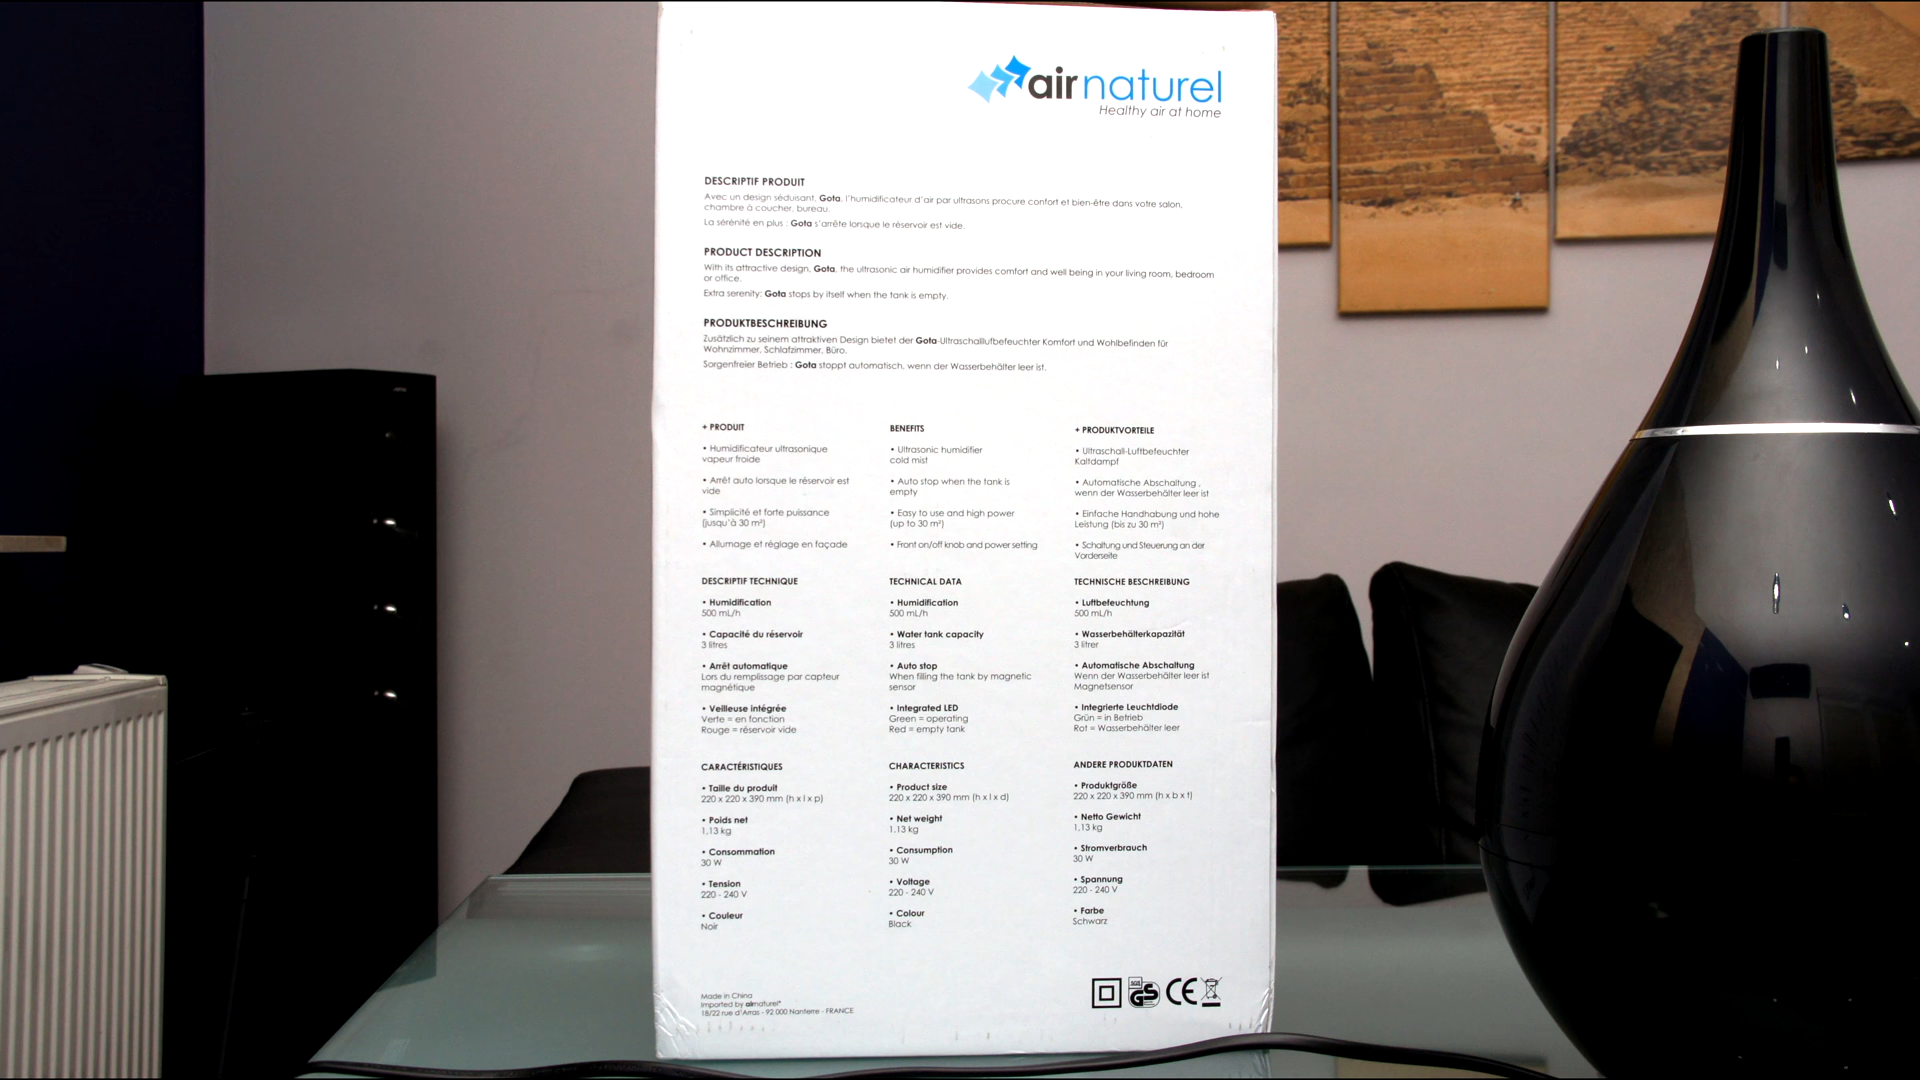 airnaturel
Healthy air at home
DESCRIPTIF PRODUIT
Avec un design séduisant, Gota, l'humidificateur d'air par ultrasons procure confort et bien-être dans votre salon,
chambre à coucher, bureau.
La sérénité en plus : Gota s'arrête lorsque le réservoir est vide.
PRODUCT DESCRIPTION
With its attractive design, Gota, the ultrasonic air humidifier provides comfort and well being in your living room, bedroom
or office.
Extra serenity: Gota stops by itself when the tank is empty.
PRODUKTBESCHREIBUNG
Zusätzlich zu seinem attraktiven Design bietet der Gota-Ultraschallluftbefeuchter Komfort und Wohlbefinden für
Wohnzimmer, Schlafzimmer, Büro.
Sorgenfreier Betrieb : Gota stoppt automatisch, wenn der Wasserbehälter leer ist.
+ PRODUIT
• Humidificateur ultrasonique
vapeur froide
• Arrêt auto lorsque le réservoir est
vide
• Simplicité et forte puissance
(jusqu'à 30 m²)
• Allumage et réglage en façade
DESCRIPTIF TECHNIQUE
• Humidification
500 mL/h
• Capacité du réservoir
3 litres
• Arrêt automatique
Lors du remplissage par capteur
magnétique
• Veilleuse intégrée
Verte = en fonction
Rouge = réservoir vide
CARACTÉRISTIQUES
• Taille du produit
220 x 220 x 390 mm (h x l x p)
• Poids net
1,13 kg
• Consommation
30 W
• Tension
220 - 240 V
• Couleur
Noir
BENEFITS
• Ultrasonic humidifier
cold mist
• Auto stop when the tank is
empty
• Easy to use and high power
(up to 30 m²)
• Front on/off knob and power setting
TECHNICAL DATA
• Humidification
500 mL/h
• Water tank capacity
3 litres
• Auto stop
When filling the tank by magnetic
sensor
• Integrated LED
Green = operating
Red = empty tank
CHARACTERISTICS
• Product size
220 x 220 x 390 mm (h x l x d)
• Net weight
1,13 kg
• Consumption
30 W
• Voltage
220 - 240 V
• Colour
Black
+ PRODUKTVORTEILE
• Ultraschall-Luftbefeuchter
Kaltdampf
• Automatische Abschaltung ,
wenn der Wasserbehälter leer ist
• Einfache Handhabung und hohe
Leistung (bis zu 30 m²)
• Schaltung und Steuerung an der
Vorderseite
TECHNISCHE BESCHREIBUNG
• Luftbefeuchtung
500 mL/h
• Wasserbehälterkapazität
3 litrer
• Automatische Abschaltung
Wenn der Wasserbehälter leer ist
Magnetsensor
• Integrierte Leuchtdiode
Grün = in Betrieb
Rot = Wasserbehälter leer
ANDERE PRODUKTDATEN
• Produktgröße
220 x 220 x 390 mm (h x b x t)
• Netto Gewicht
1,13 kg
• Stromverbrauch
30 W
• Spannung
220 - 240 V
• Farbe
Schwarz
Made in China
Imported by airnaturel®
18/22 rue d'Arras - 92 000 Nanterre - FRANCE
SGS
GS CE